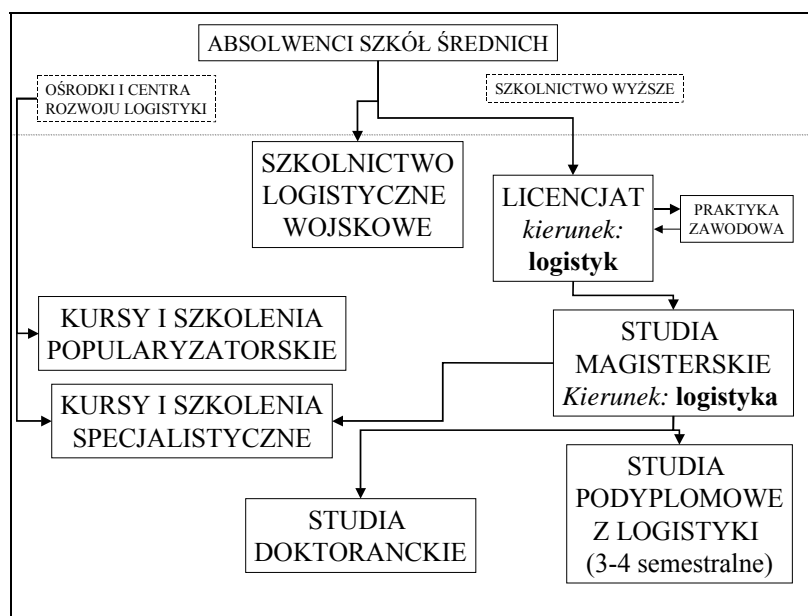 ABSOLWENCI SZKÓŁ ŚREDNICH
OŚRODKI I CENTRA
ROZWOJU LOGISTYKI
SZKOLNICTWO WYŻSZE
SZKOLNICTWO
LOGISTYCZNE
WOJSKOWE
LICENCJAT
kierunek:
logistyk
PRAKTYKA
ZAWODOWA
KURSY I SZKOLENIA
POPULARYZATORSKIE
STUDIA
MAGISTERSKIE
Kierunek: logistyka
KURSY I SZKOLENIA
SPECJALISTYCZNE
STUDIA
DOKTORANCKIE
STUDIA
PODYPLOMOWE
Z LOGISTYKI
(3-4 semestralne)